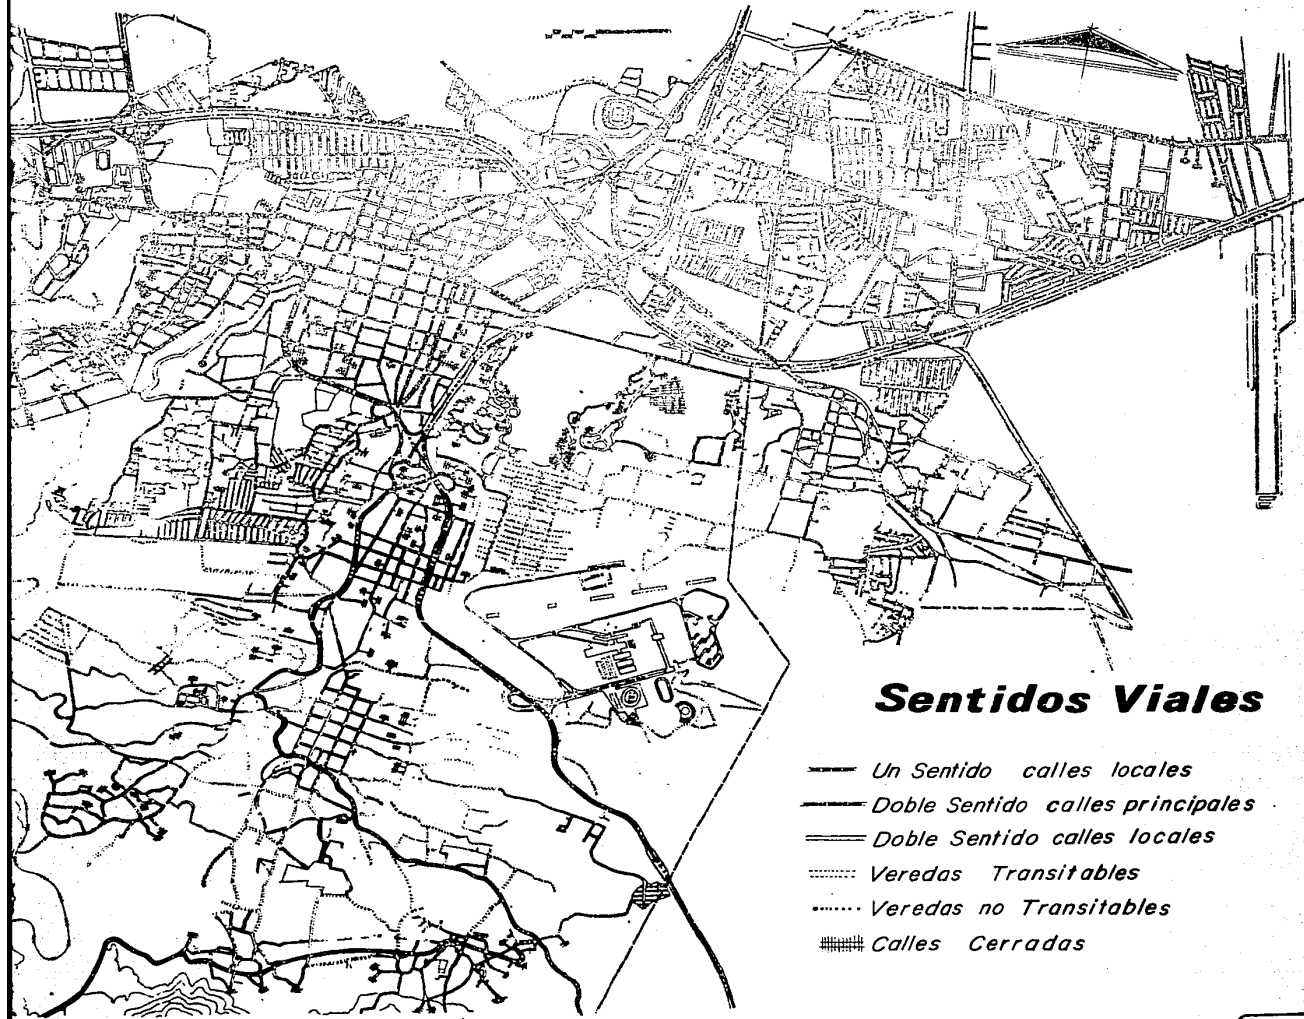 Sentidos Viales
Un Sentido calles locales
Doble Sentido calles principales
Doble Sentido calles locales
Veredas Transitables
Veredas no Transitables
Calles Cerradas